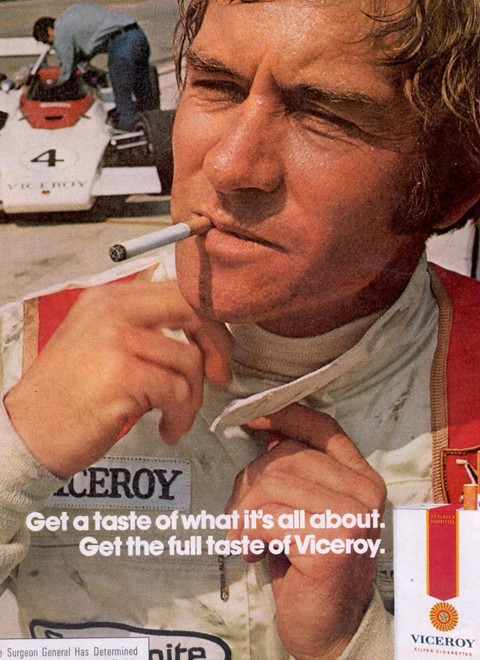 4
VICEROY
VICEROY
Get a taste of what it's all about.
Get the full taste of Viceroy.
VICEROY
FILTER CIGARETTES
e Surgeon General Has Determined
nite